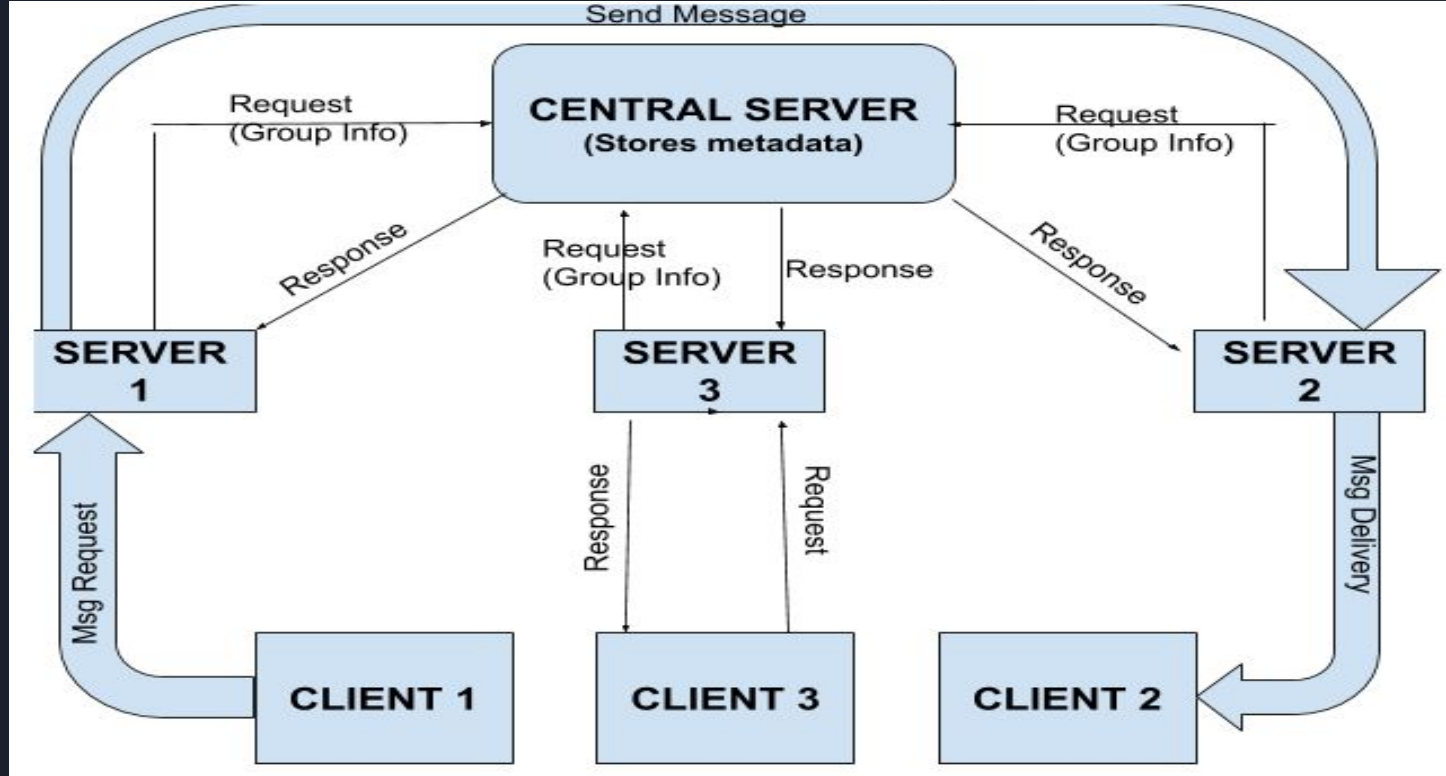 Send Message
Request
(Group Info)
CENTRAL SERVER
(Stores metadata)
Request
(Group Info)
Response
Request
(Group Info)
Response
Response
SERVER
1
SERVER
3
SERVER
2
Msg Request
Response
Request
Msg Delivery
CLIENT 1
CLIENT 3
CLIENT 2